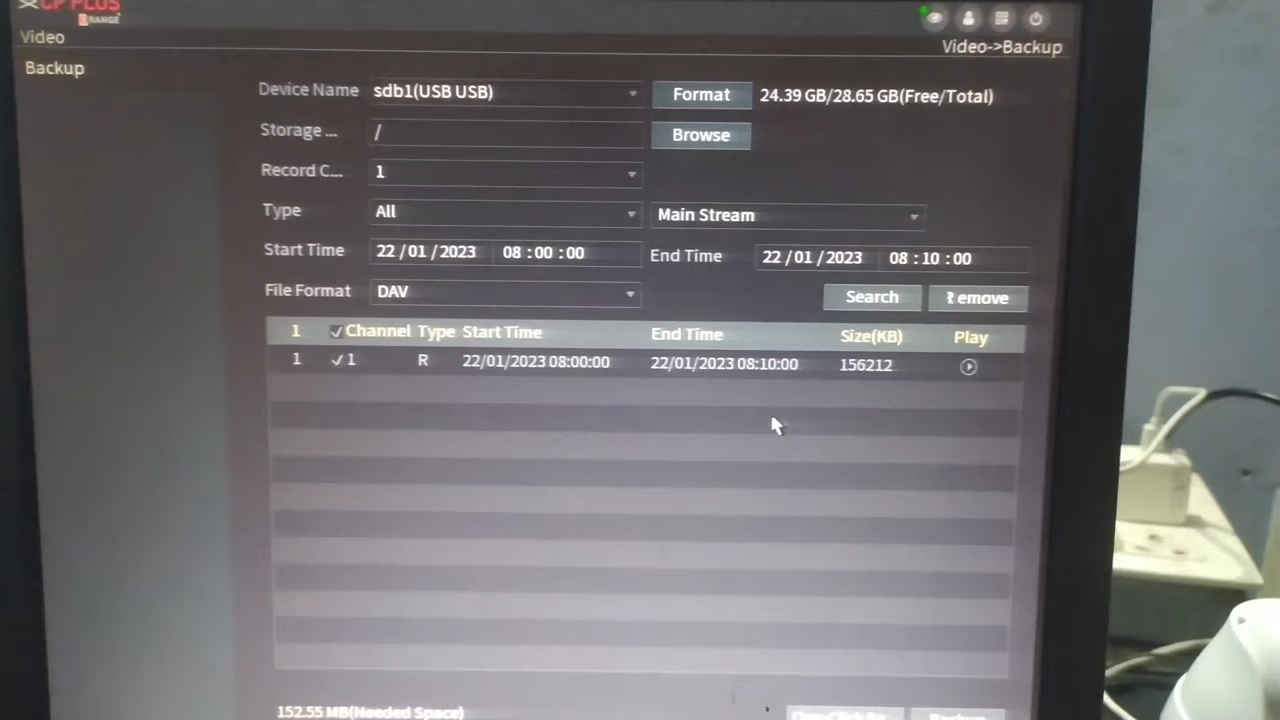 CP PLUS
ORANGE
Video
Video->Backup
Backup
Device Name sdb1(USB USB) Format 24.39 GB/28.65 GB(Free/Total)
Storage ... / Browse
Record C... 1
Type All Main Stream
Start Time 22/01/2023 08:00:00 End Time 22/01/2023 08:10:00
File Format DAV Search Remove
1 Channel Type Start Time End Time Size(KB) Play
1 1 R 22/01/2023 08:00:00 22/01/2023 08:10:00 156212
152.55 MB(Needed Space) Backup